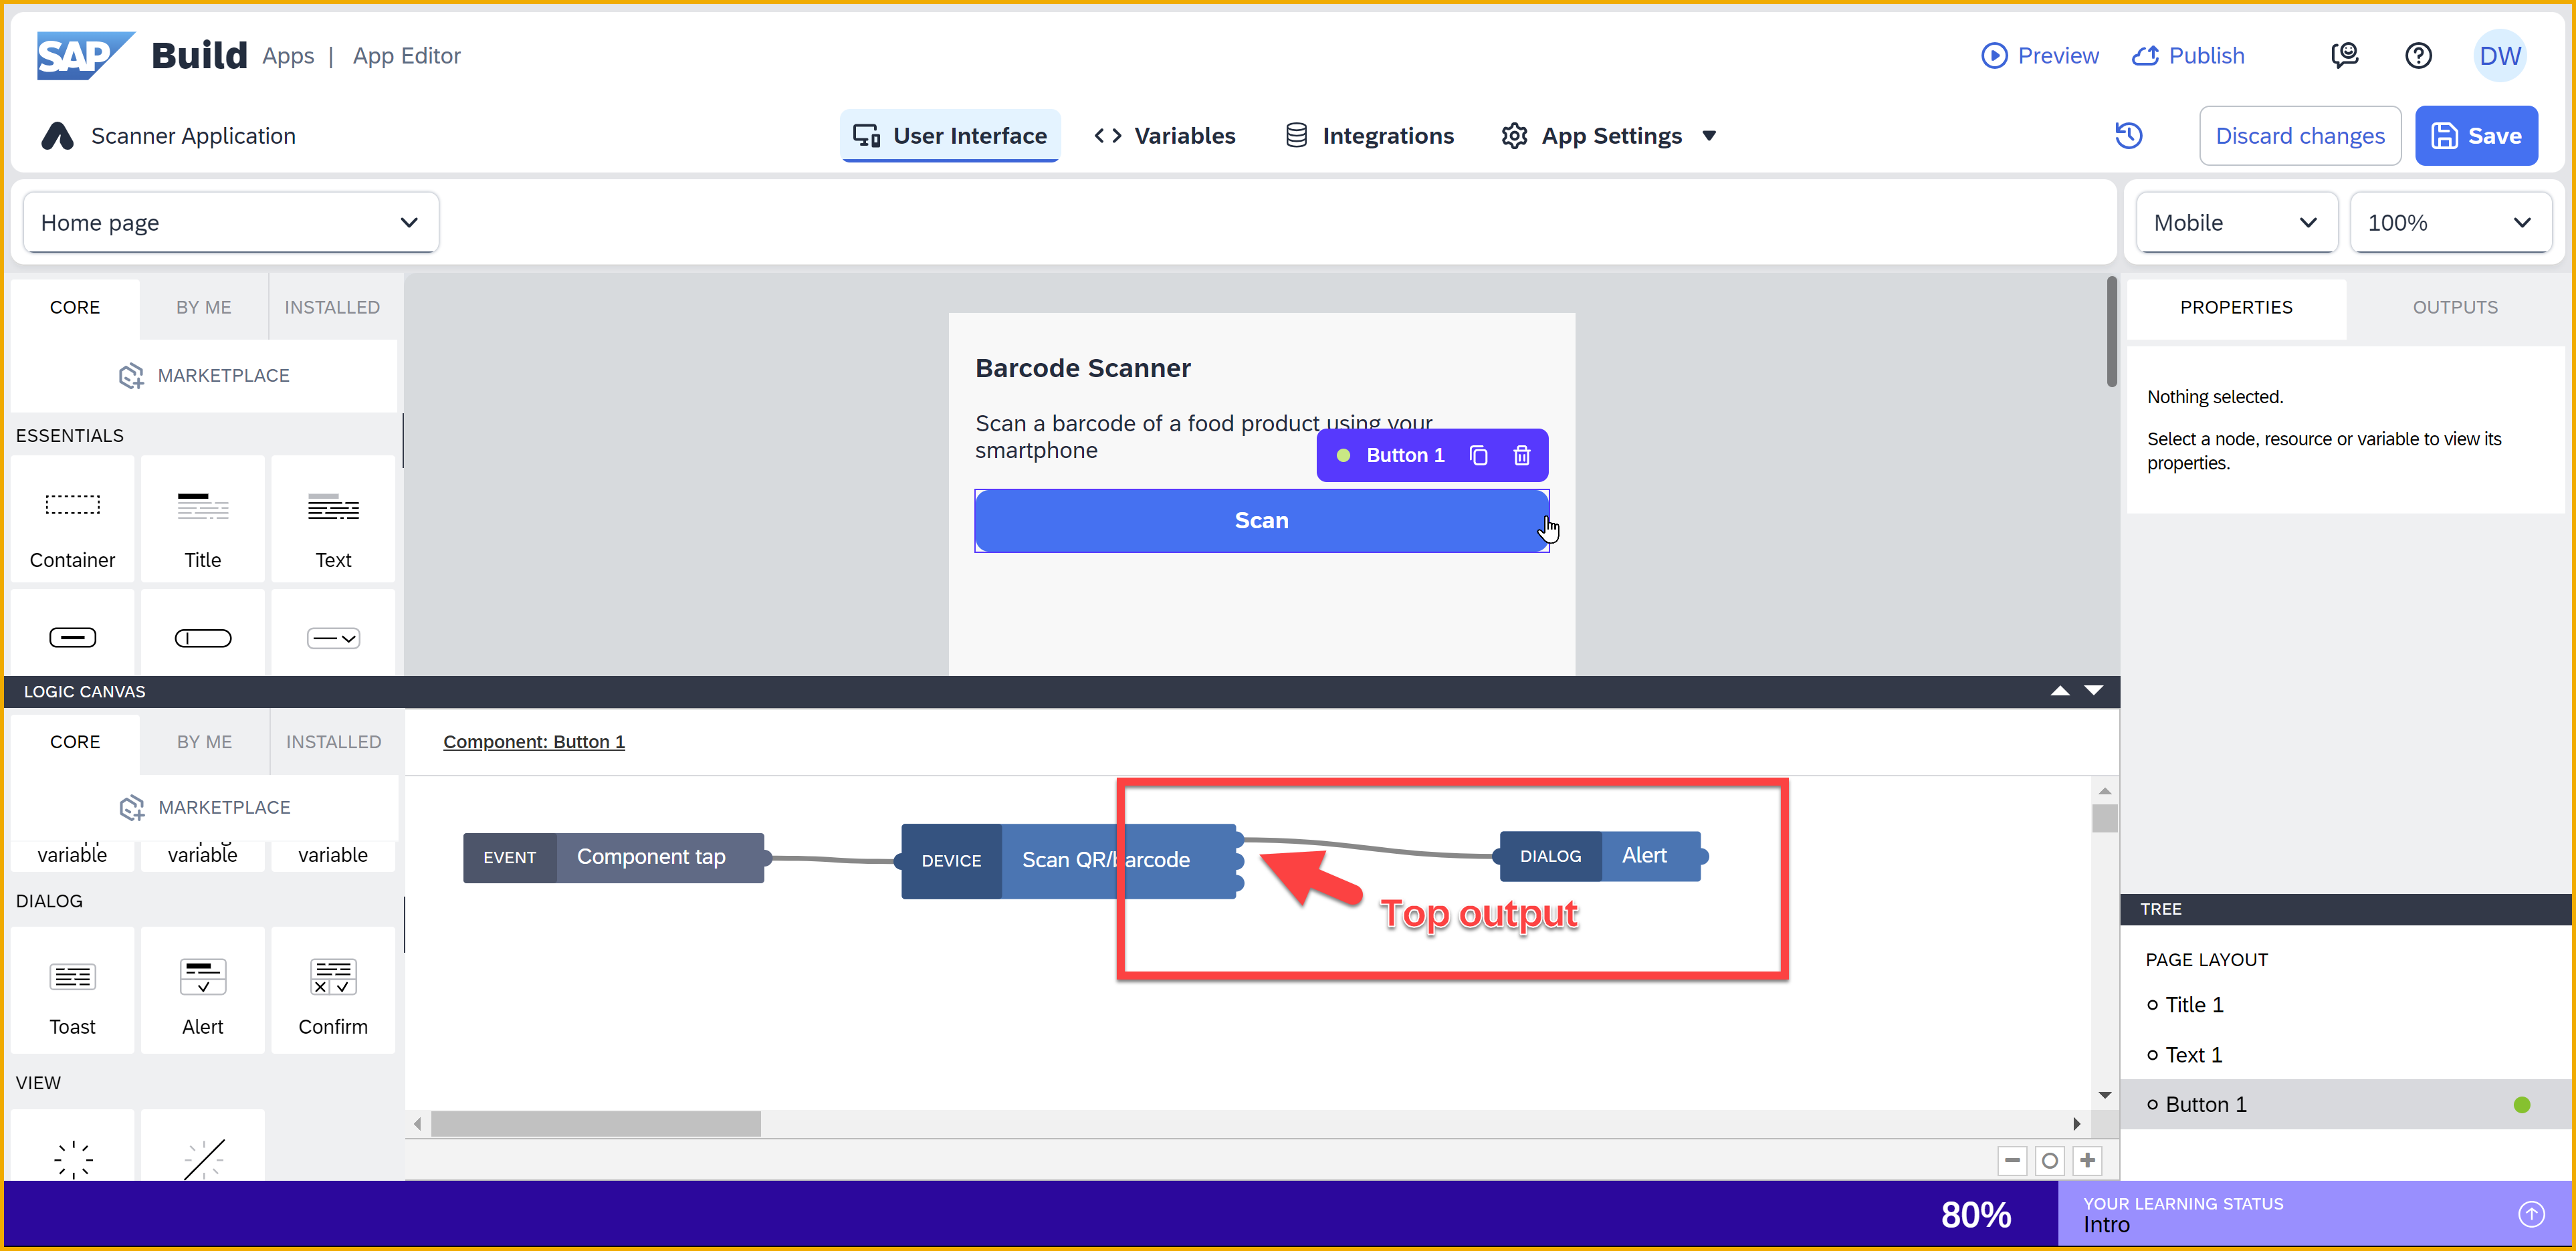 SAP Build Apps | App Editor
Preview
Publish
DW
Scanner Application
User Interface
Variables
Integrations
App Settings
Discard changes
Save
Home page
Mobile
100%
CORE
BY ME
INSTALLED
MARKETPLACE
ESSENTIALS
Container
Title
Text
Barcode Scanner
Scan a barcode of a food product using your
smartphone
Button 1
Scan
PROPERTIES
OUTPUTS
Nothing selected.
Select a node, resource or variable to view its
properties.
LOGIC CANVAS
CORE
BY ME
INSTALLED
MARKETPLACE
variable
variable
variable
DIALOG
Toast
Alert
Confirm
VIEW
Component: Button 1
EVENT
Component tap
DEVICE
Scan QR/barcode
DIALOG
Alert
Top output
TREE
PAGE LAYOUT
Title 1
Text 1
Button 1
80%
YOUR LEARNING STATUS
Intro